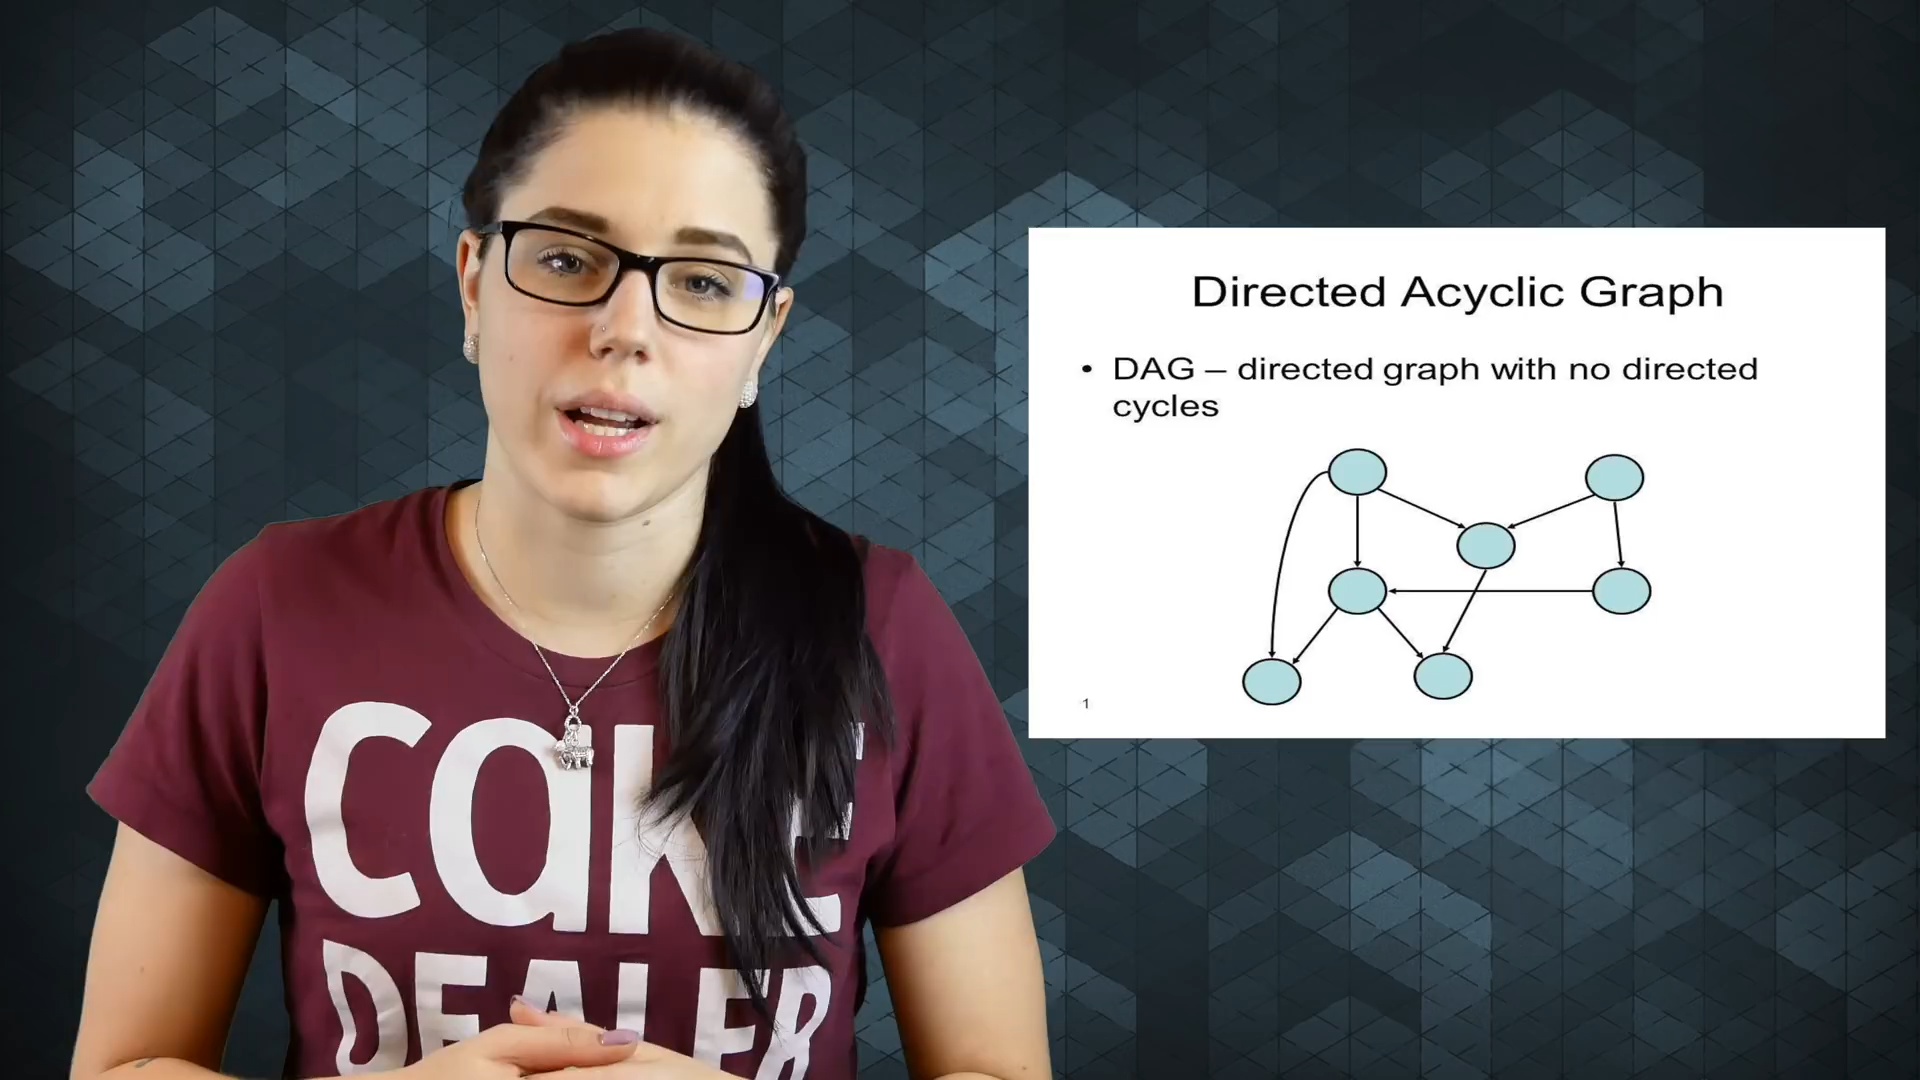 Directed Acyclic Graph
• DAG – directed graph with no directed
cycles
1
CaKE
DEALER